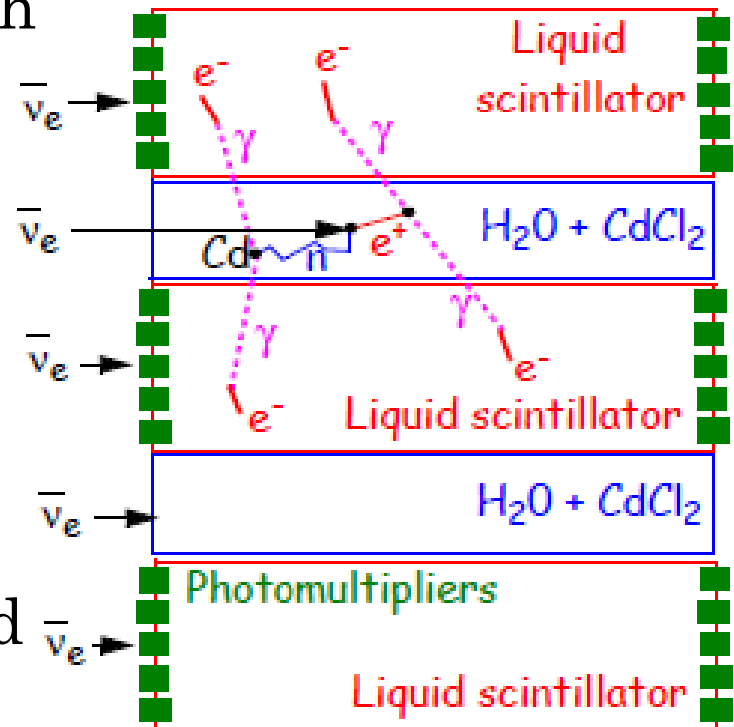 h
Liquid
scintillator
e⁻ e⁻
γ γ
ν̅ₑ
ν̅ₑ
Cd n e⁺ H₂O + CdCl₂
γ γ
ν̅ₑ
e⁻ e⁻
Liquid scintillator
ν̅ₑ
H₂O + CdCl₂
Photomultipliers
d ν̅ₑ
Liquid scintillator